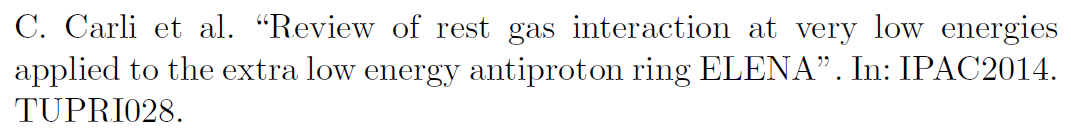 C. Carli et al. “Review of rest gas interaction at very low energies
applied to the extra low energy antiproton ring ELENA”. In: IPAC2014.
TUPRI028.